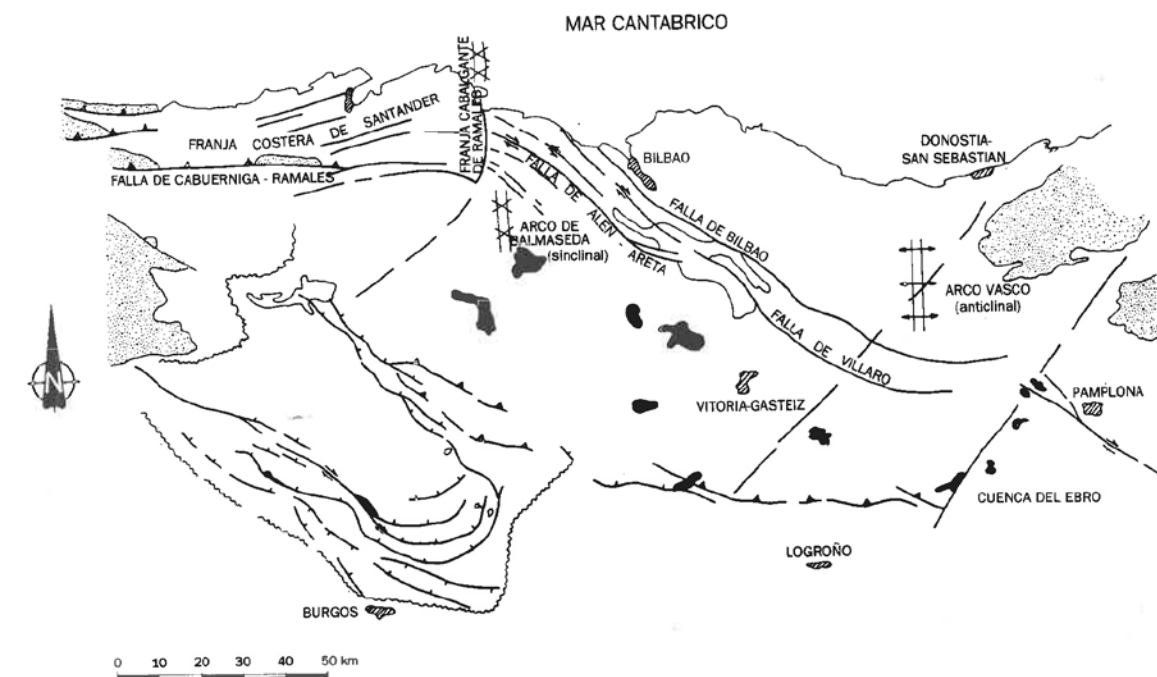 MAR CANTABRICO
FRANJA CABALGANTE
DE RAMALES
FRANJA COSTERA DE SANTANDER
FALLA DE CABUERNIGA - RAMALES
BILBAO
DONOSTIA-
SAN SEBASTIAN
FALLA DE BILBAO
FALLA DE ALEN - ARETA
ARCO DE
BALMASEDA
(sinclinal)
ARCO VASCO
(anticlinal)
FALLA DE VILLARO
N
VITORIA-GASTEIZ
PAMPLONA
CUENCA DEL EBRO
LOGROÑO
BURGOS
0 10 20 30 40 50 km